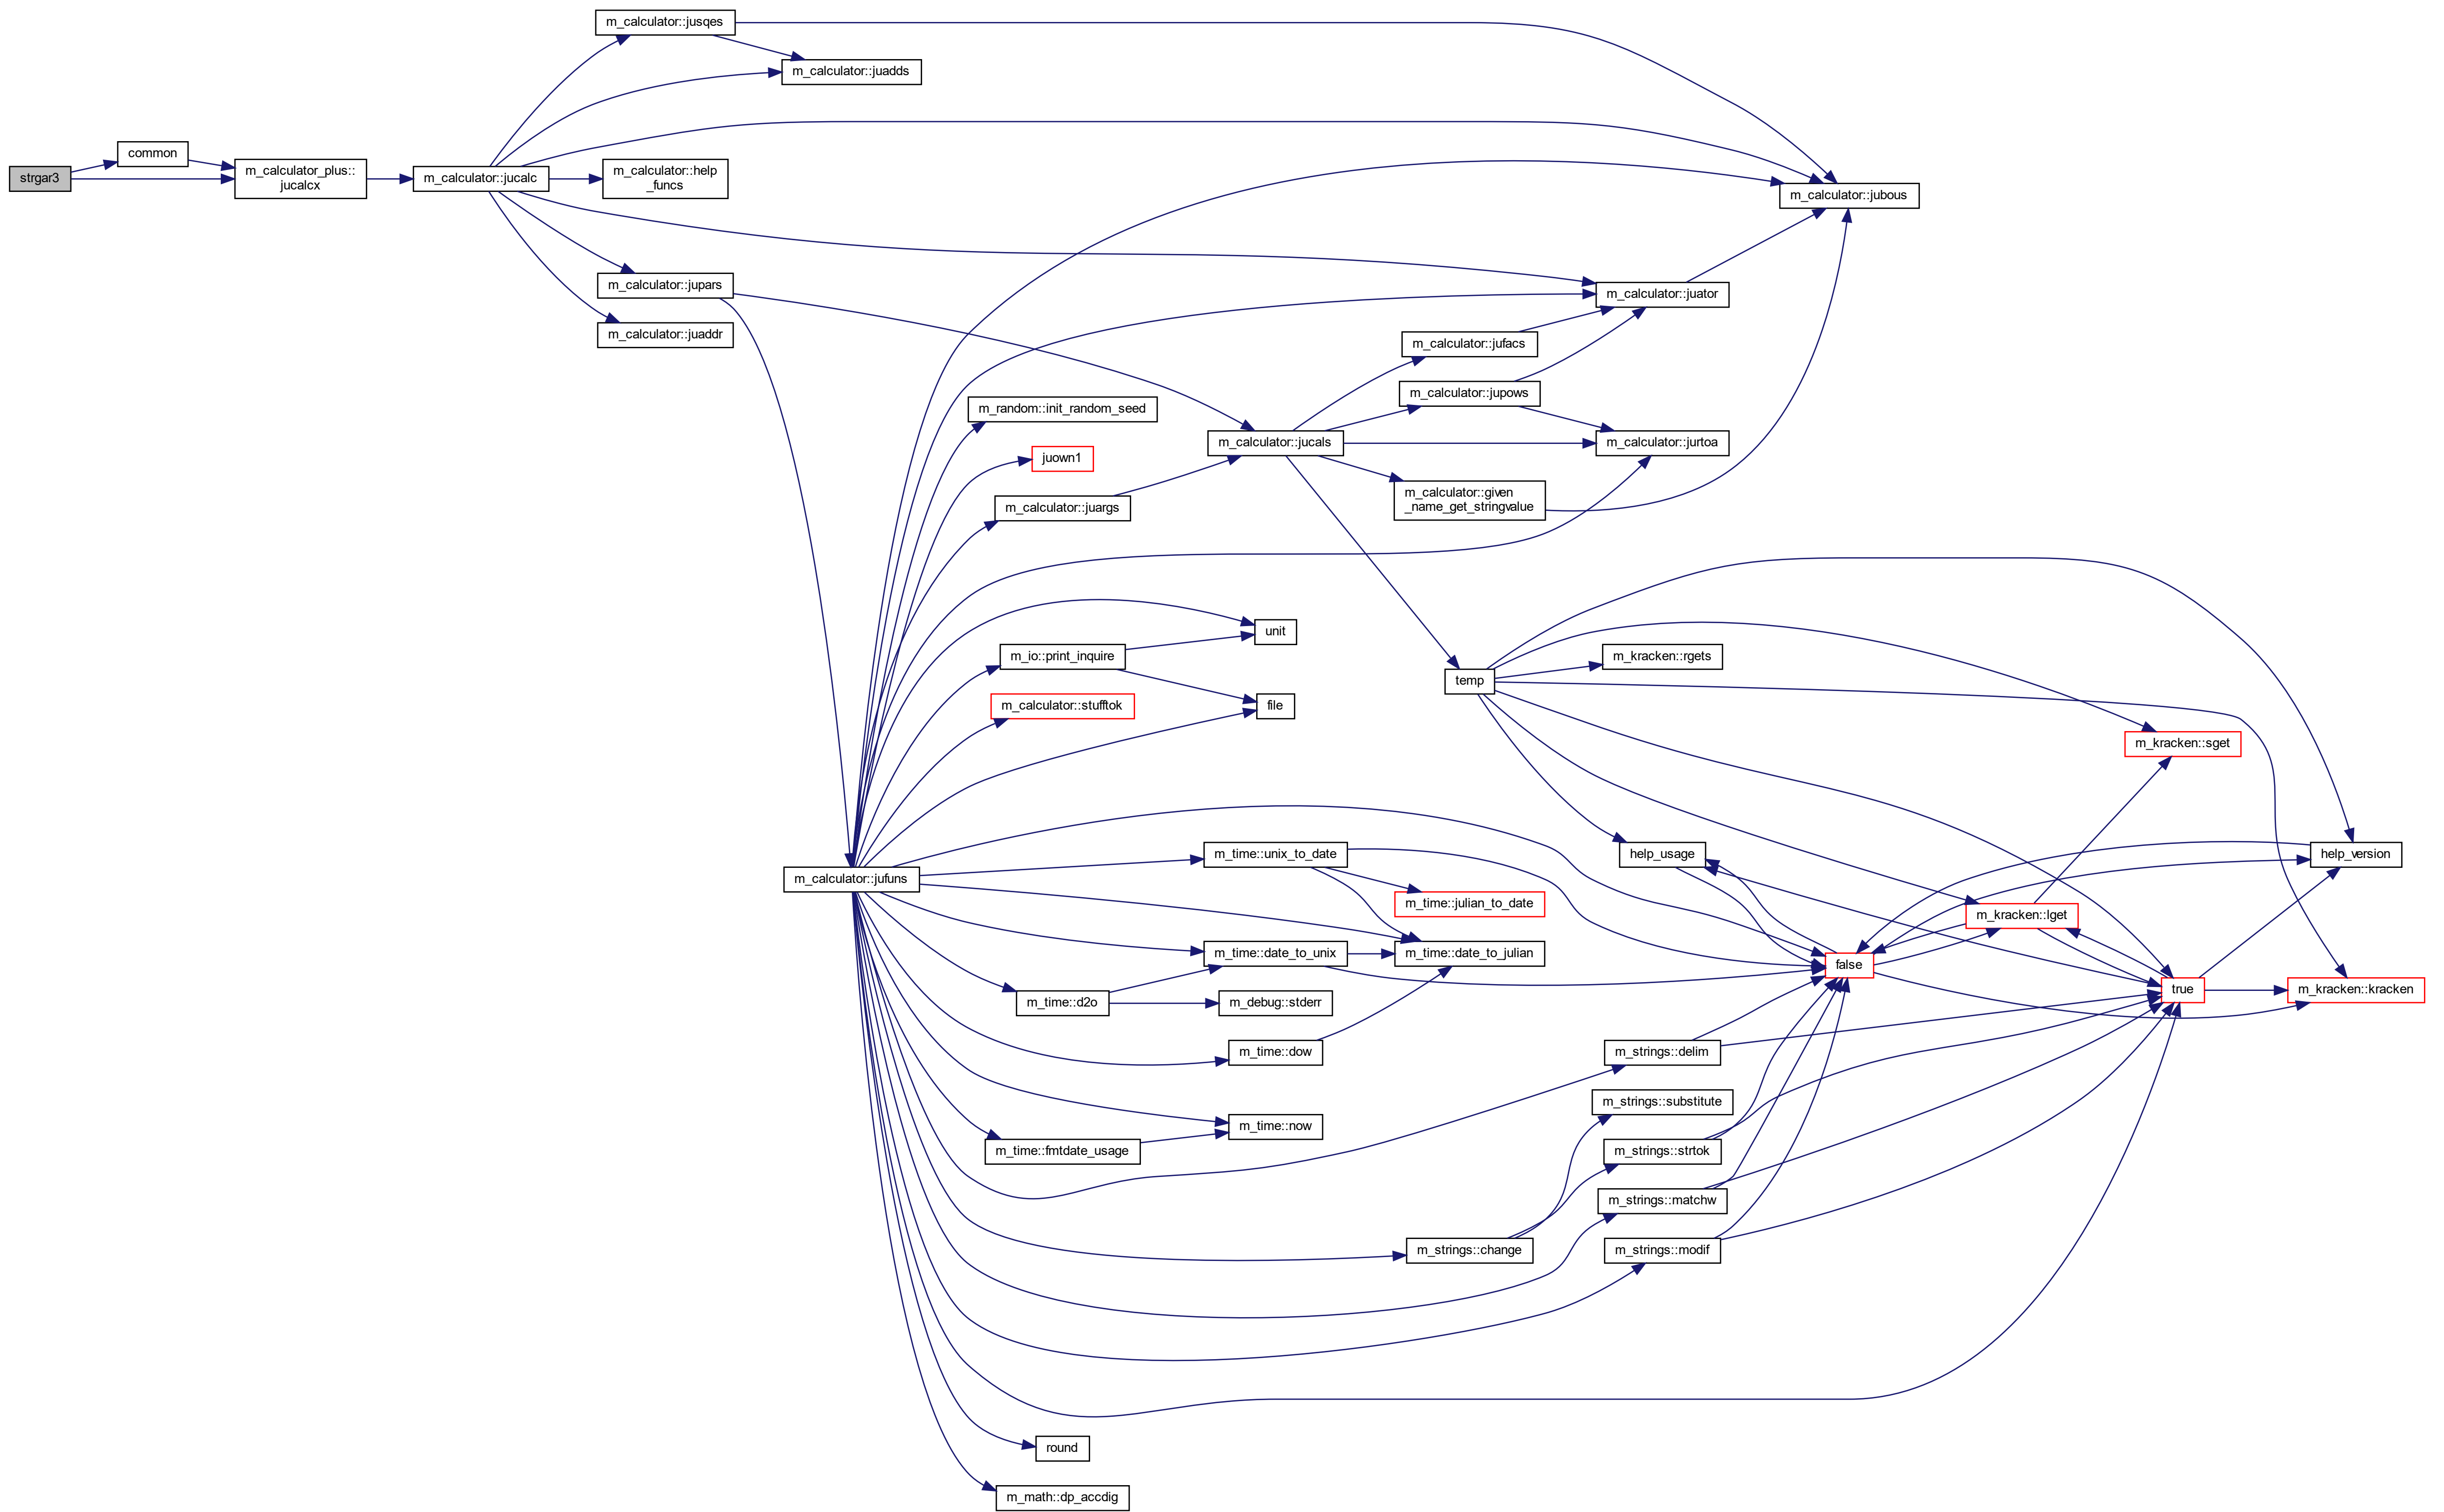 m_calculator::jusqes
m_calculator::juadds
common
strgar3
m_calculator_plus::
jucalcx
m_calculator::jucalc
m_calculator::help
_funcs
m_calculator::jubous
m_calculator::jupars
m_calculator::juator
m_calculator::juaddr
m_calculator::jufacs
m_calculator::jupows
m_random::init_random_seed
m_calculator::jucals
m_calculator::jurtoa
juown1
m_calculator::given
_name_get_stringvalue
m_calculator::juargs
unit
m_io::print_inquire
m_kracken::rgets
temp
m_calculator::stufftok
file
m_kracken::sget
m_time::unix_to_date
help_usage
help_version
m_calculator::jufuns
m_time::julian_to_date
m_kracken::lget
m_time::date_to_unix
m_time::date_to_julian
false
true
m_kracken::kracken
m_time::d2o
m_debug::stderr
m_time::dow
m_strings::delim
m_strings::substitute
m_time::now
m_time::fmtdate_usage
m_strings::strtok
m_strings::matchw
m_strings::change
m_strings::modif
round
m_math::dp_accdig